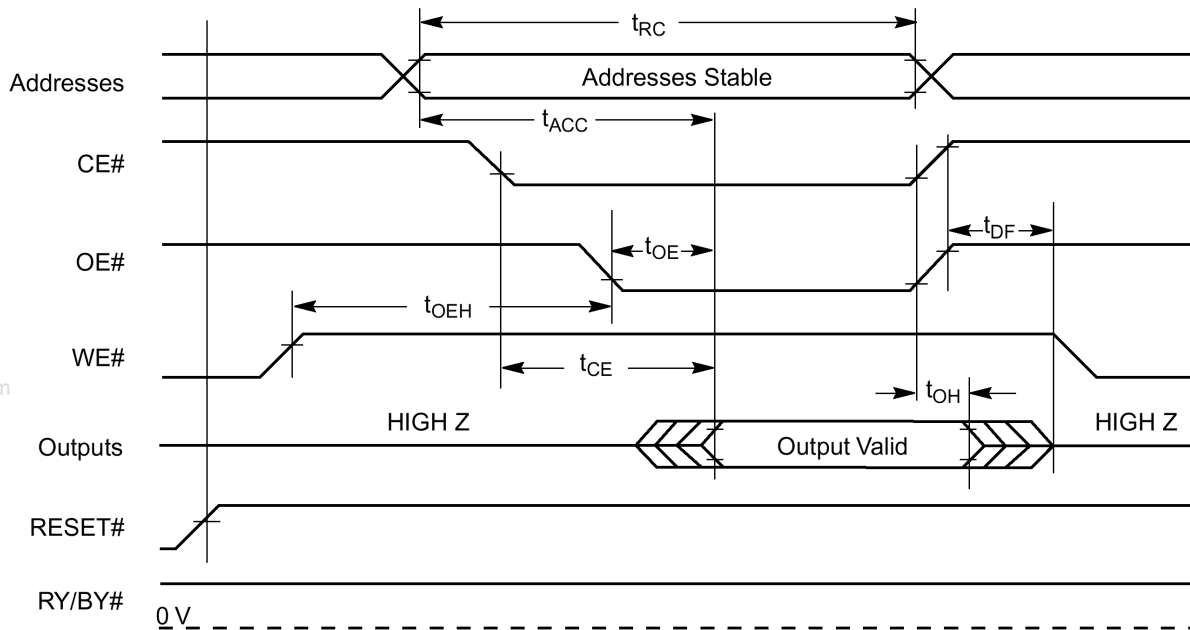 tRC
Addresses
Addresses Stable
tACC
CE#
tDF
tOE
OE#
tOEH
WE#
tCE
m
tOH
HIGH Z
HIGH Z
Outputs
Output Valid
RESET#
RY/BY#
0 V